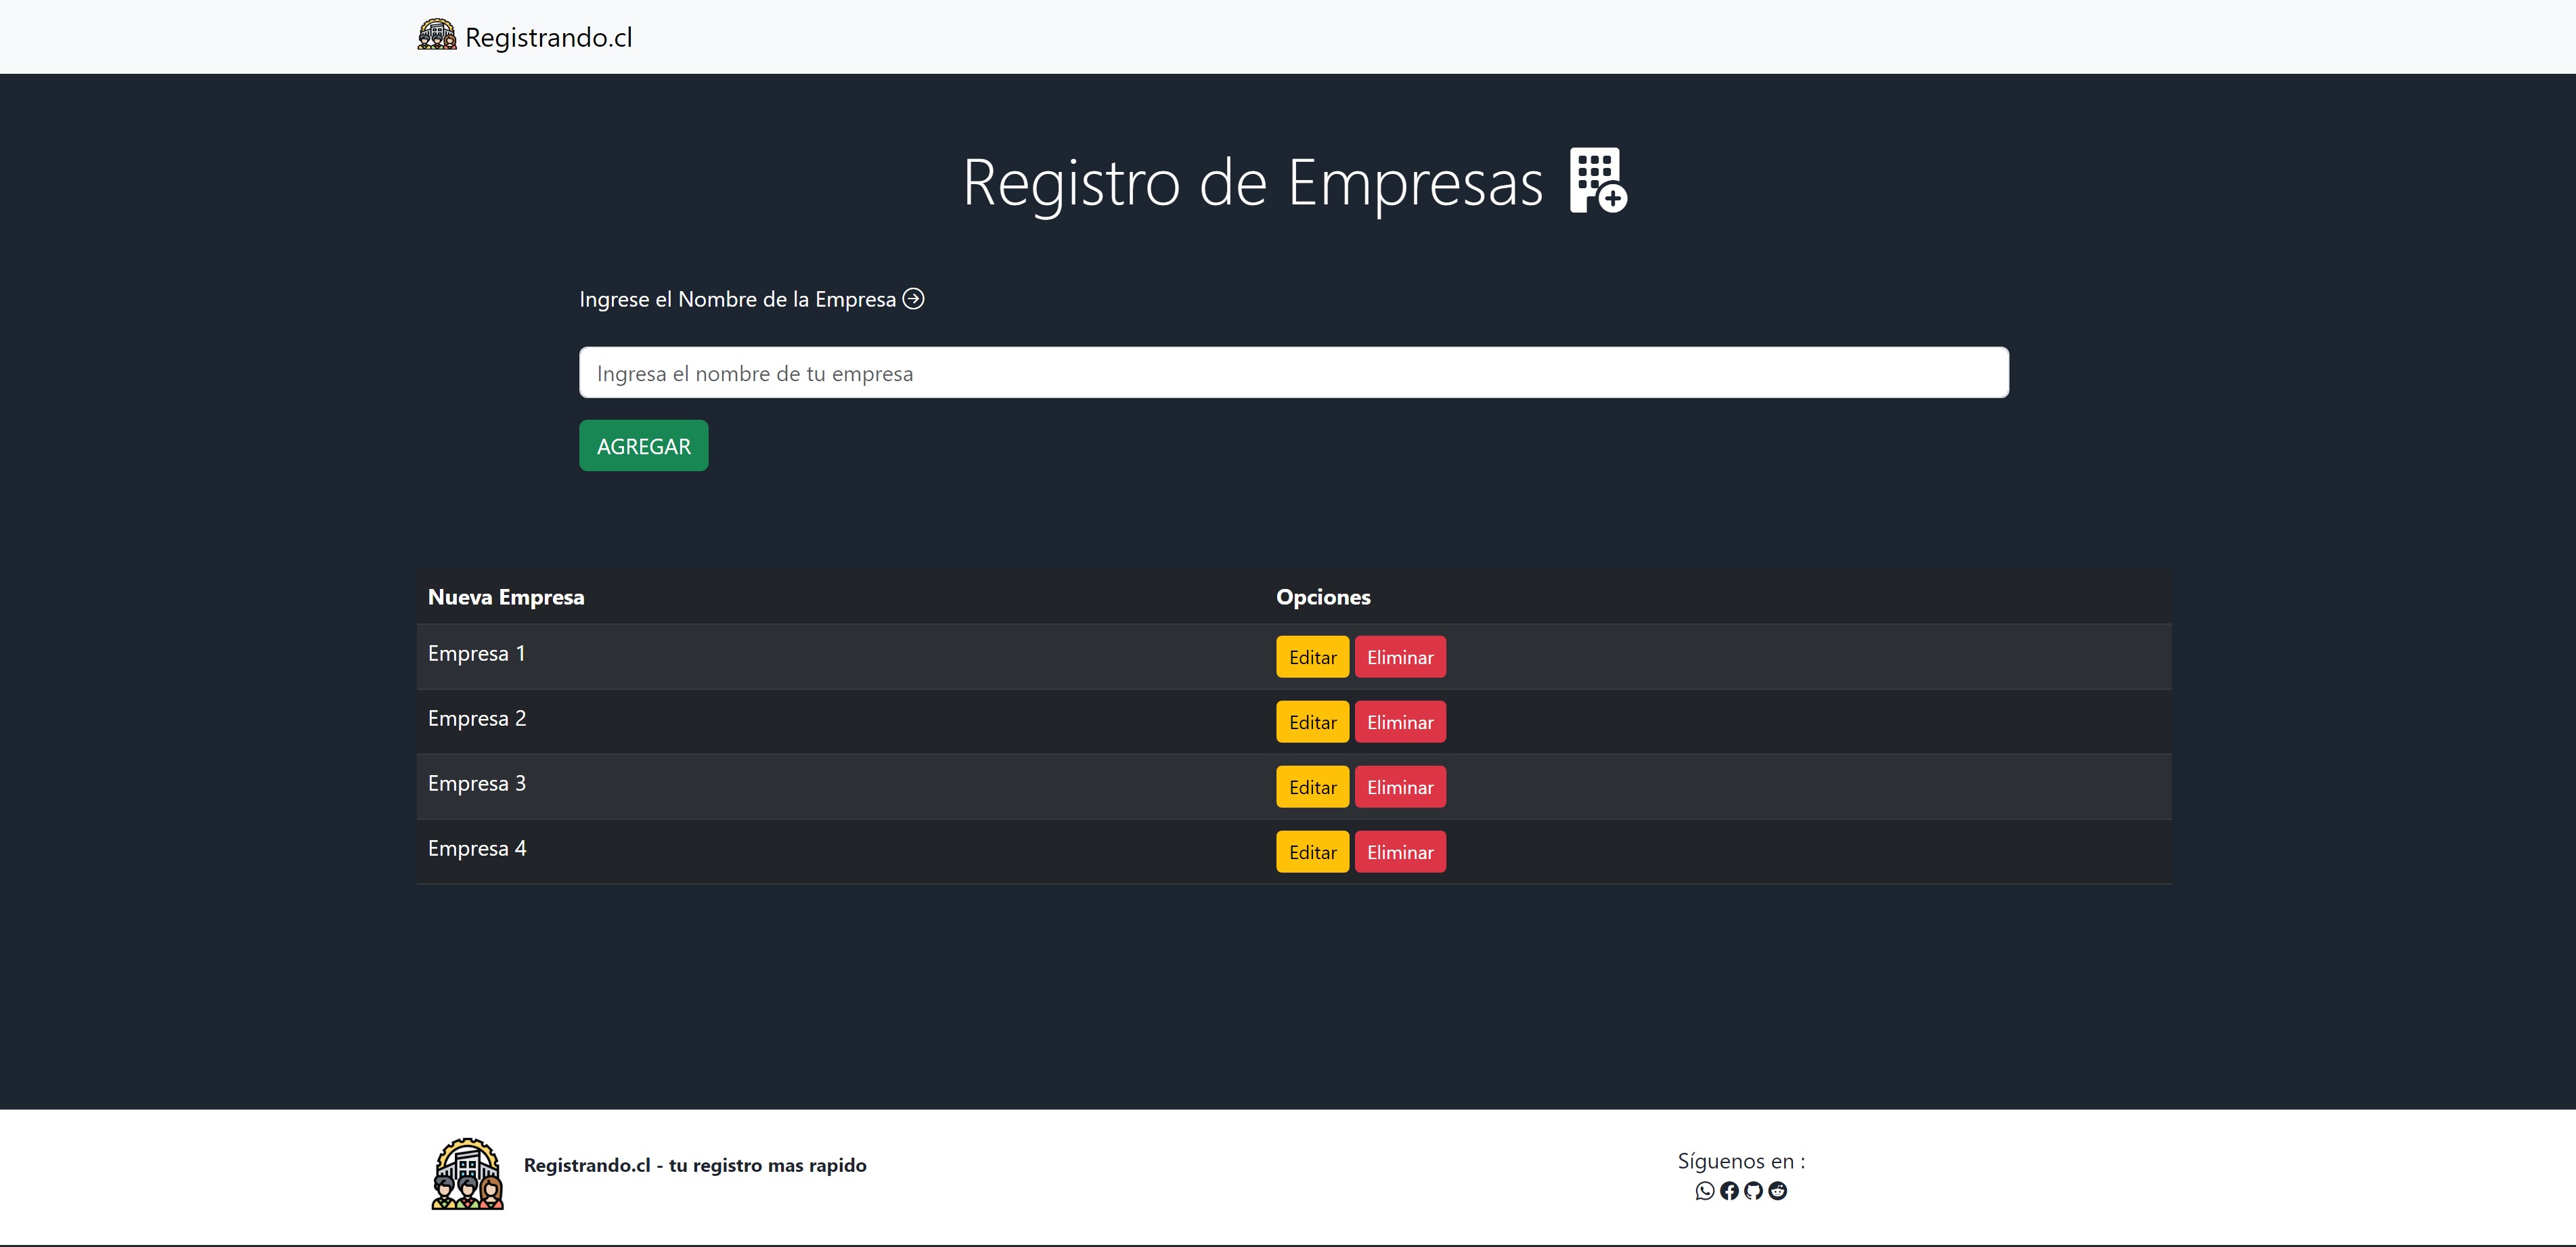 Registrando.cl
Registro de Empresas
Ingrese el Nombre de la Empresa
Ingresa el nombre de tu empresa
AGREGAR
Nueva Empresa Opciones
Empresa 1 Editar Eliminar
Empresa 2 Editar Eliminar
Empresa 3 Editar Eliminar
Empresa 4 Editar Eliminar
Registrando.cl - tu registro mas rapido
Síguenos en :